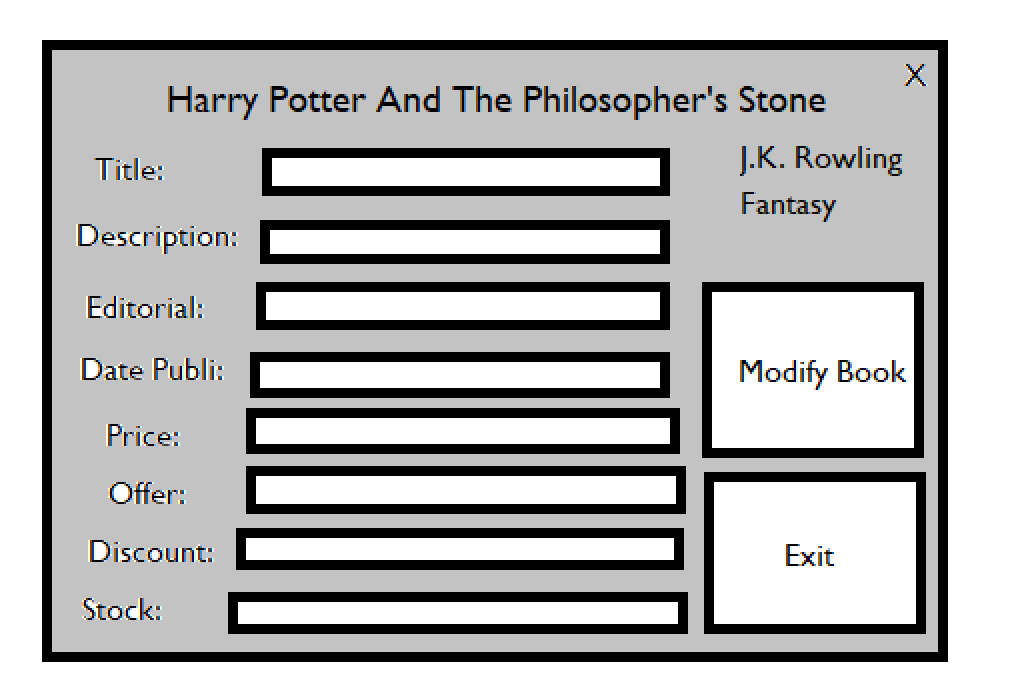 X
Harry Potter And The Philosopher's Stone
Title:
J.K. Rowling
Fantasy
Description:
Editorial:
Date Publi:
Modify Book
Price:
Offer:
Discount:
Exit
Stock: